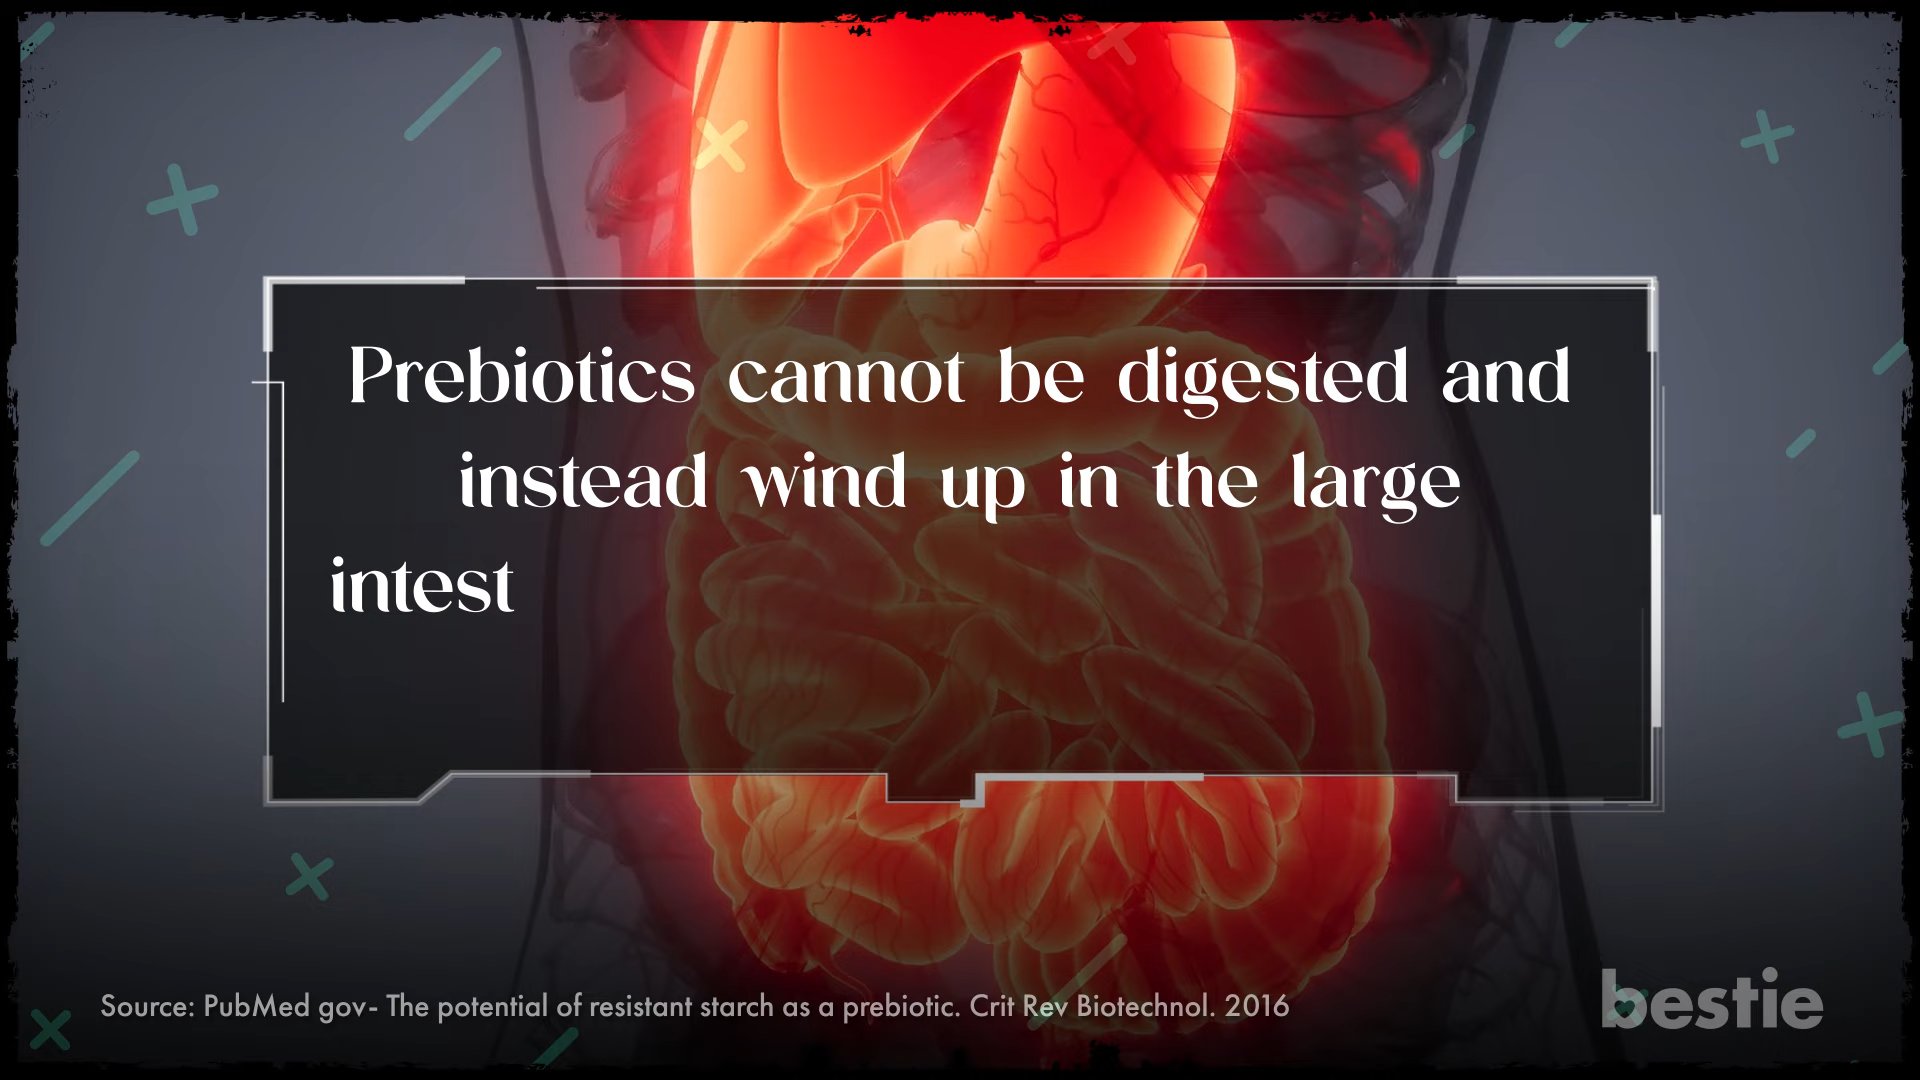 Prebiotics cannot be digested and
instead wind up in the large
intest
Source: PubMed gov- The potential of resistant starch as a prebiotic. Crit Rev Biotechnol. 2016
bestie